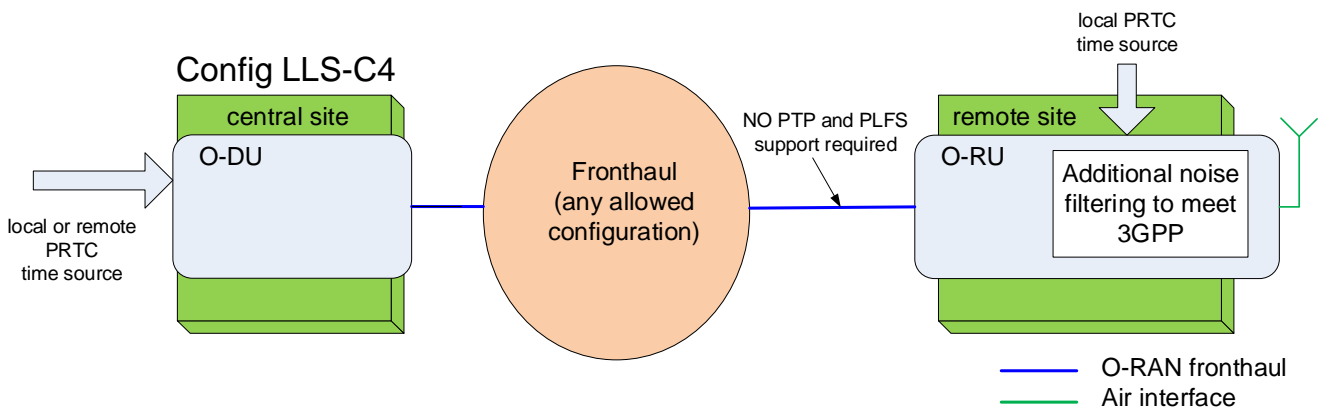 Config LLS-C4
central site
O-DU
local or remote
PRTC
time source
Fronthaul
(any allowed
configuration)
NO PTP and PLFS
support required
local PRTC
time source
remote site
O-RU
Additional noise
filtering to meet
3GPP
O-RAN fronthaul
Air interface